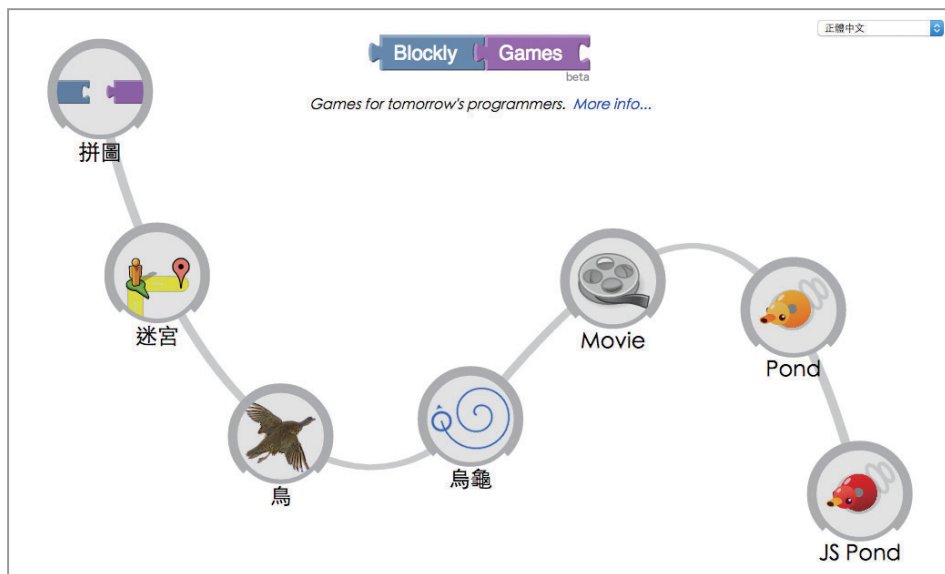 正體中文
Blockly Games
beta
Games for tomorrow's programmers. More info...
拼圖
迷宮
鳥
烏龜
Movie
Pond
JS Pond